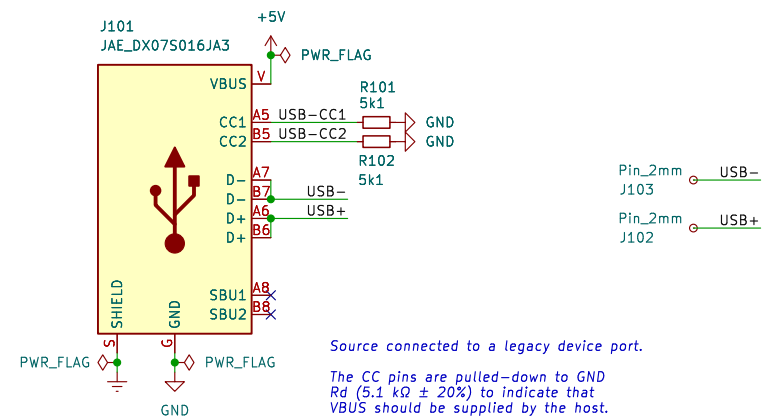 J101
JAE_DX07S016JA3
+5V
PWR_FLAG
VBUS V
R101
5k1
CC1 A5 USB-CC1 GND
CC2 B5 USB-CC2 GND
R102
5k1
D- A7
D- B7 USB-
D+ A6 USB+
D+ B6
Pin_2mm USB-
J103
Pin_2mm USB+
J102
SBU1 A8
SBU2 B8
SHIELD GND
S G
PWR_FLAG PWR_FLAG
GND
Source connected to a legacy device port.
The CC pins are pulled-down to GND
Rd (5.1 kΩ ± 20%) to indicate that
VBUS should be supplied by the host.